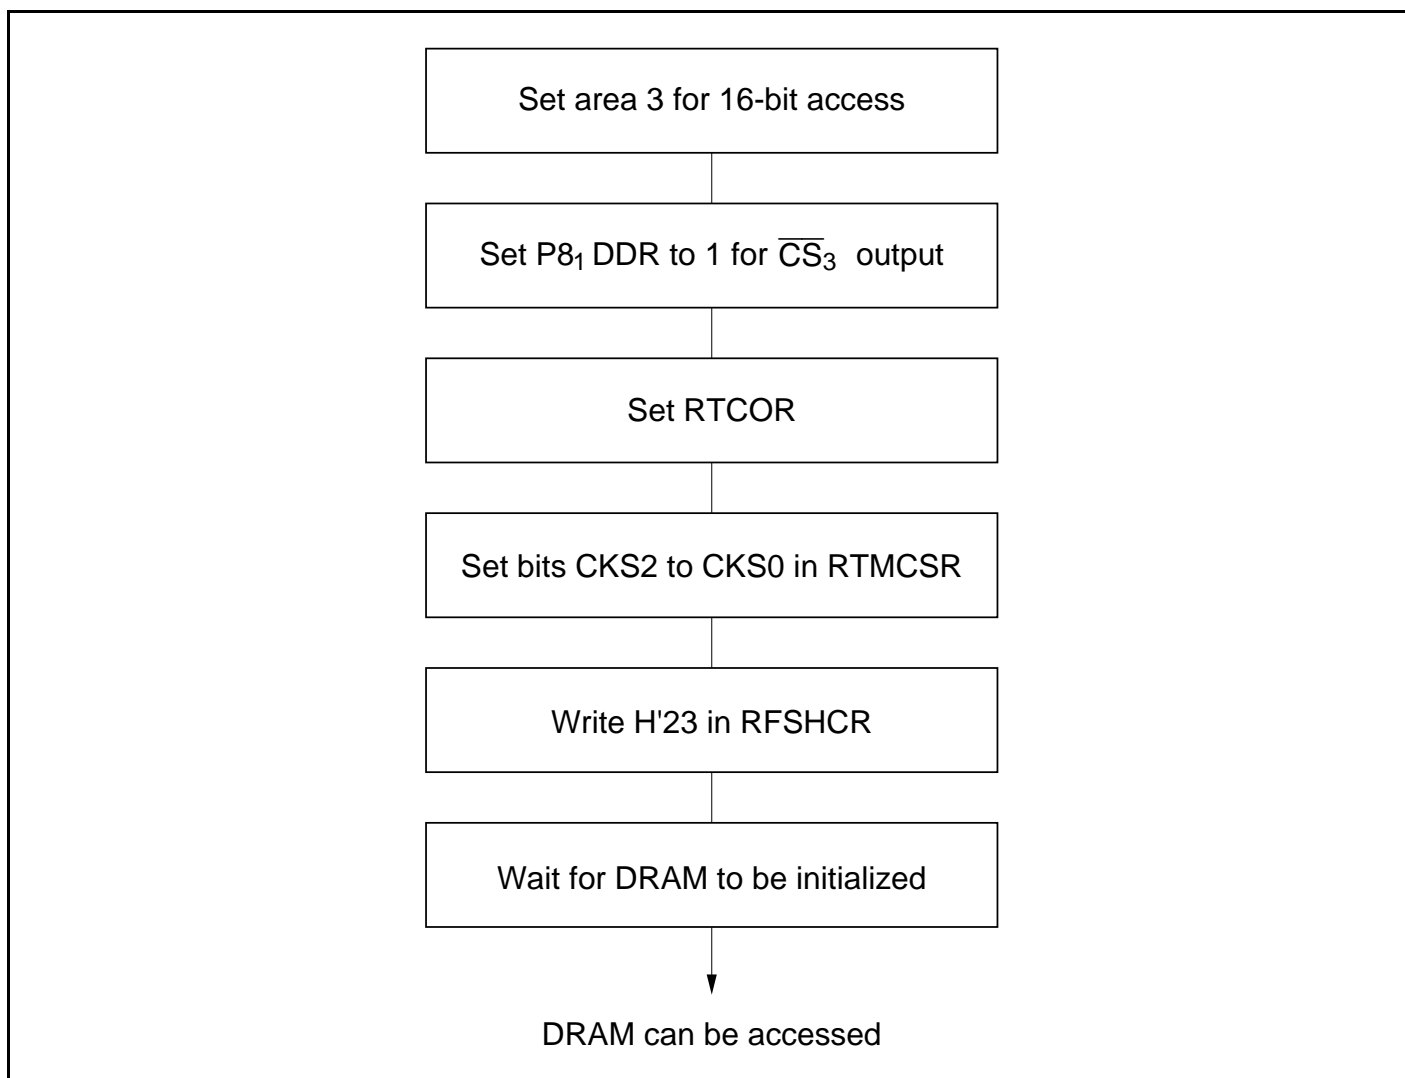 Set area 3 for 16-bit access
Set P8₁ DDR to 1 for C̅S̅₃ output
Set RTCOR
Set bits CKS2 to CKS0 in RTMCSR
Write H'23 in RFSHCR
Wait for DRAM to be initialized
DRAM can be accessed